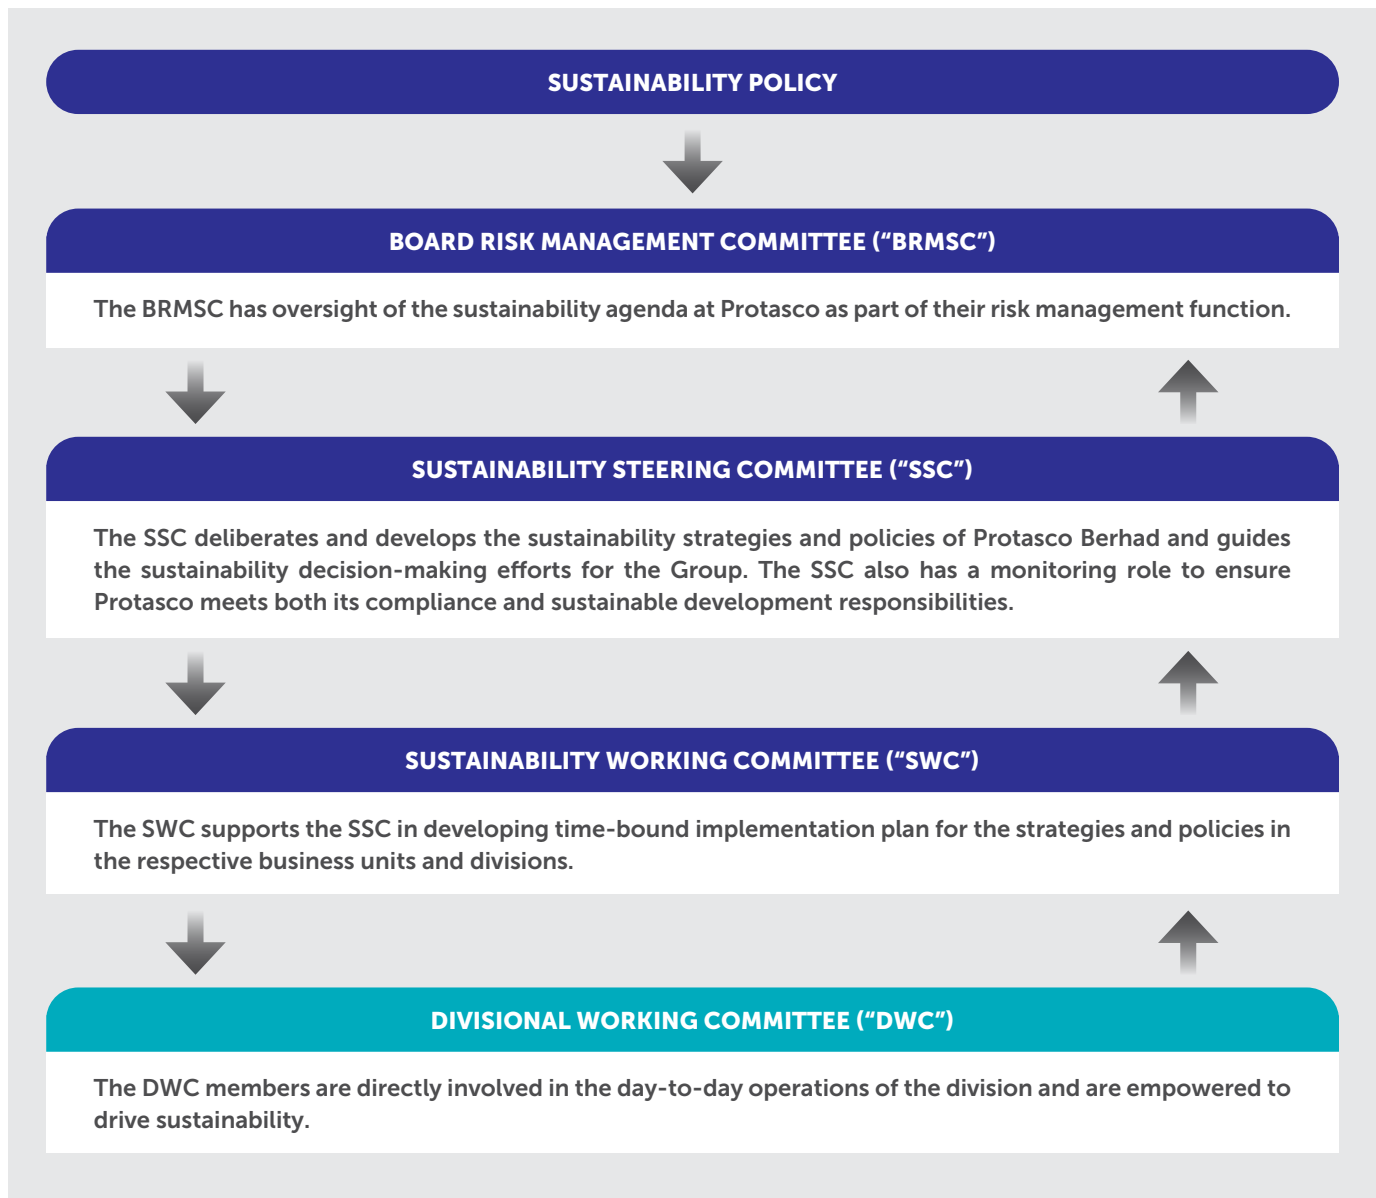 SUSTAINABILITY POLICY
BOARD RISK MANAGEMENT COMMITTEE (“BRMSC”)
The BRMSC has oversight of the sustainability agenda at Protasco as part of their risk management function.
SUSTAINABILITY STEERING COMMITTEE (“SSC”)
The SSC deliberates and develops the sustainability strategies and policies of Protasco Berhad and guides
the sustainability decision-making efforts for the Group. The SSC also has a monitoring role to ensure
Protasco meets both its compliance and sustainable development responsibilities.
SUSTAINABILITY WORKING COMMITTEE (“SWC”)
The SWC supports the SSC in developing time-bound implementation plan for the strategies and policies in
the respective business units and divisions.
DIVISIONAL WORKING COMMITTEE (“DWC”)
The DWC members are directly involved in the day-to-day operations of the division and are empowered to
drive sustainability.